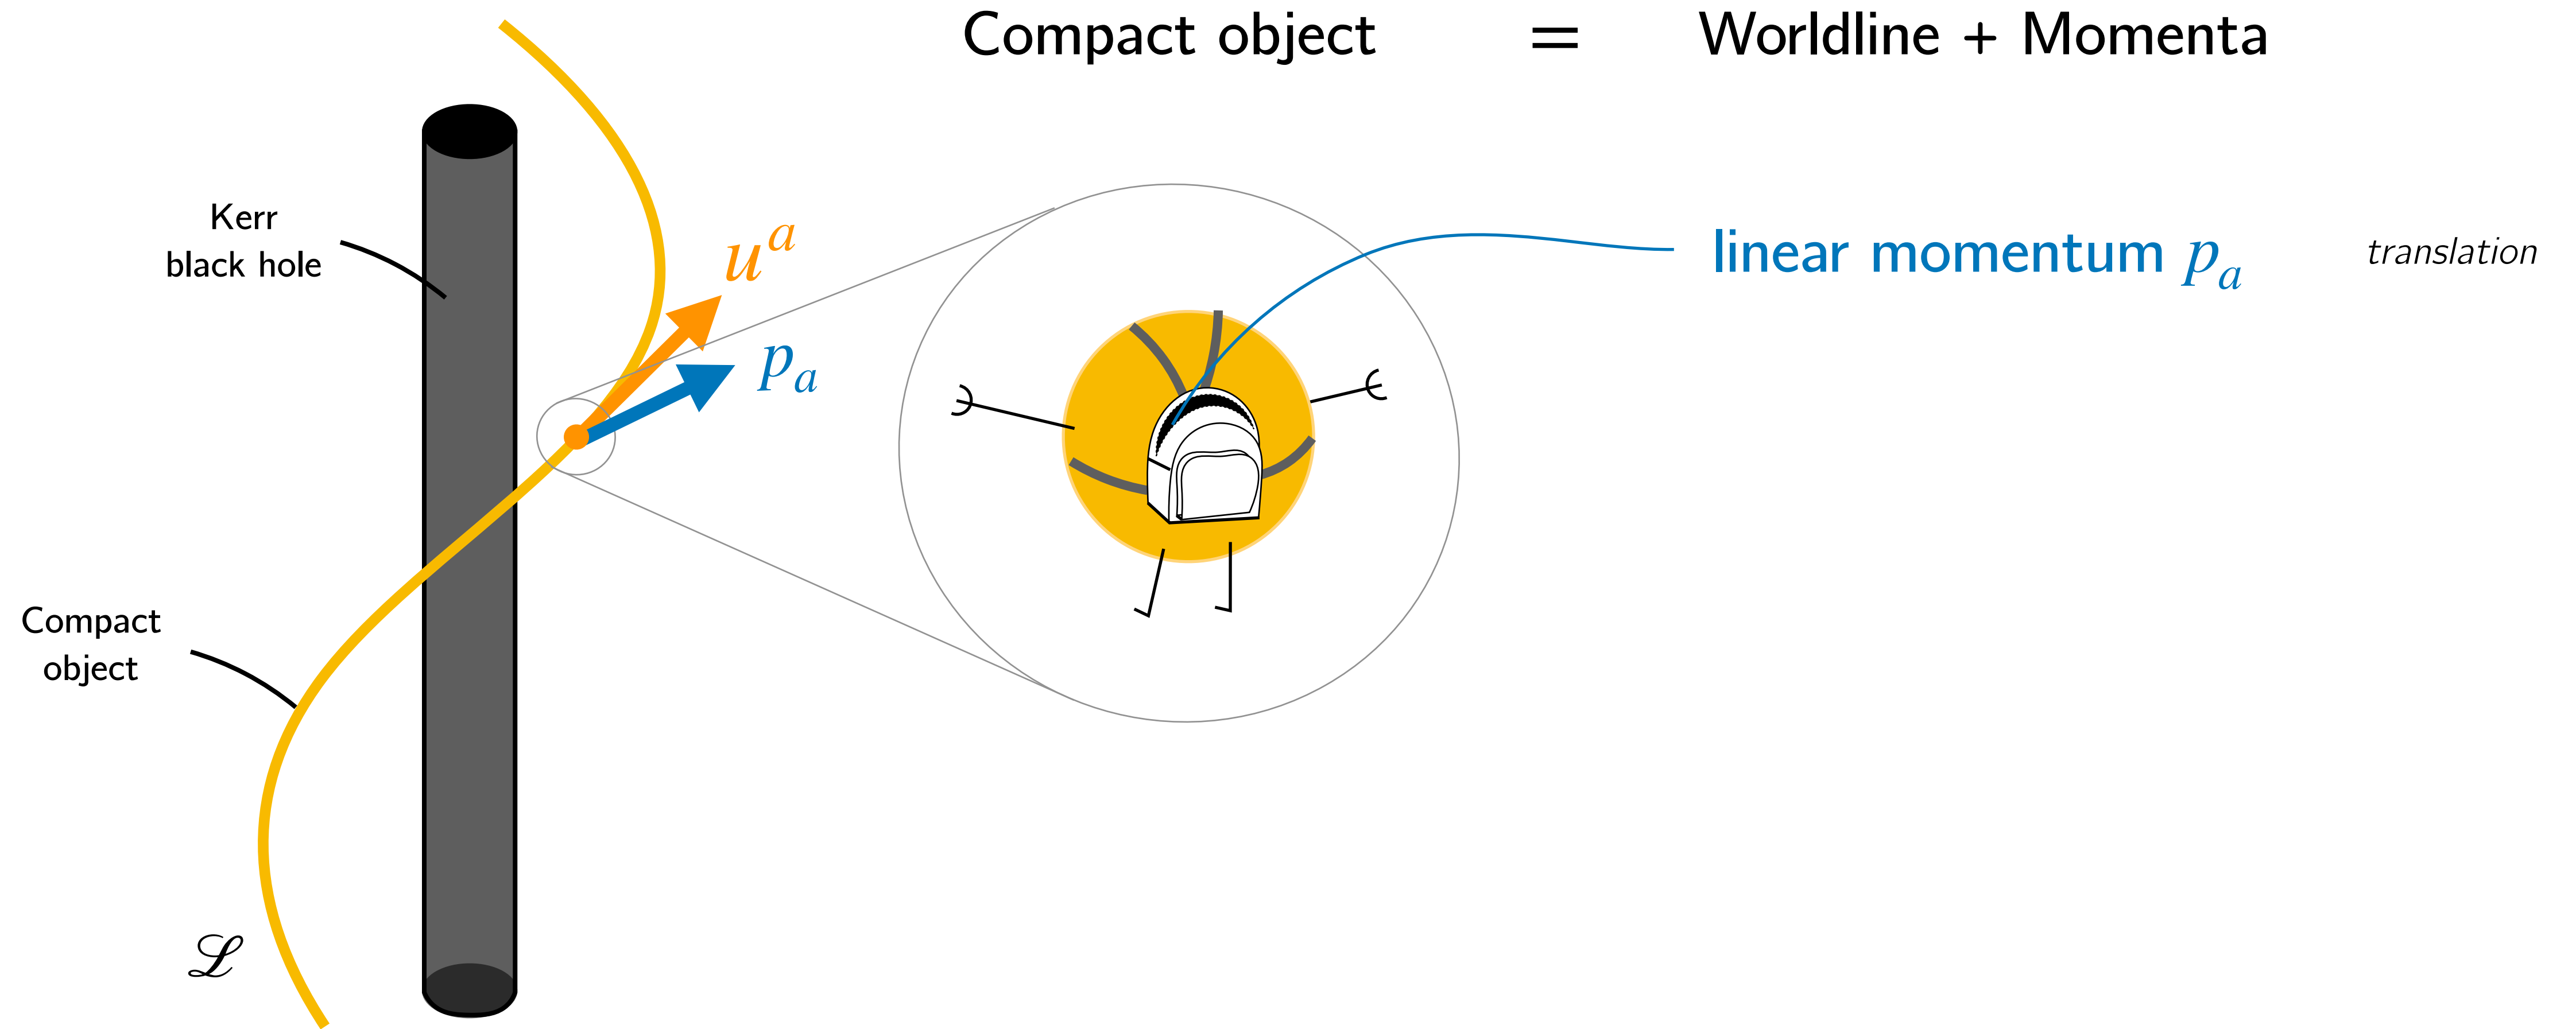 Compact object = Worldline + Momenta
Kerr
black hole
u^a
p_a
linear momentum p_a translation
Compact
object
ℒ